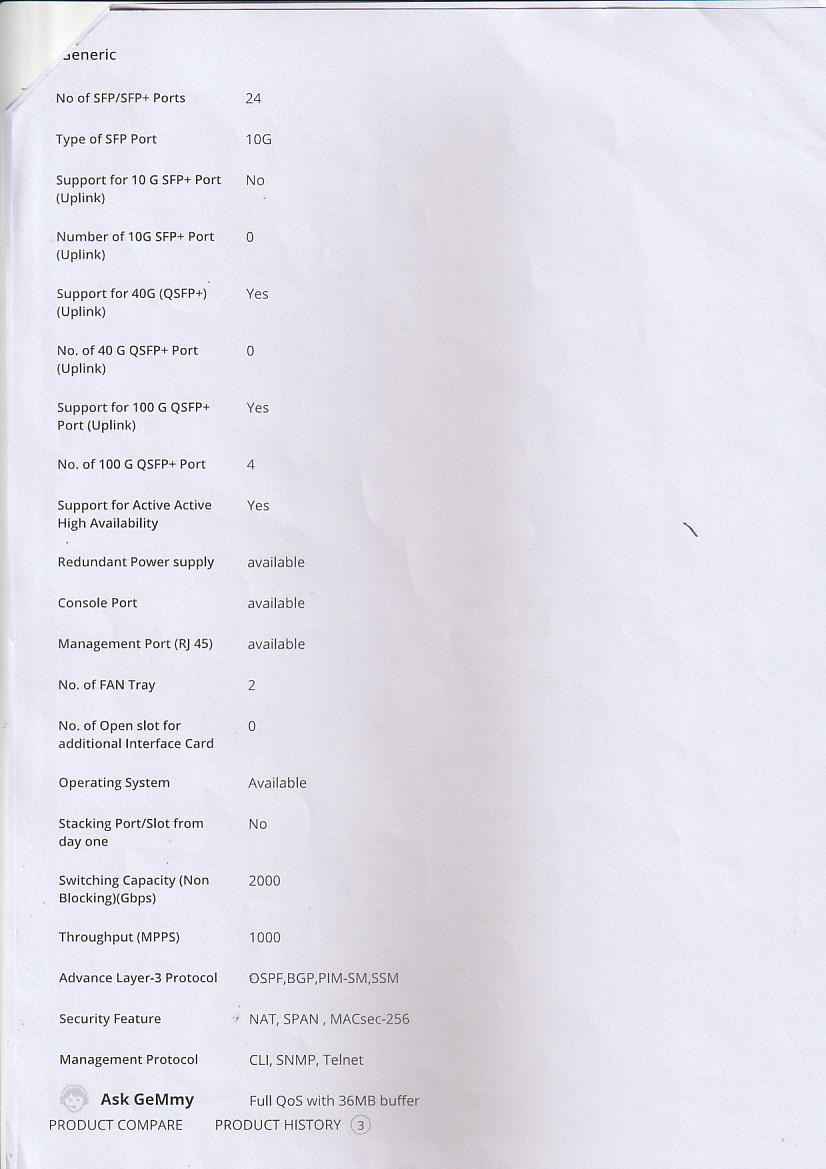 Generic
No of SFP/SFP+ Ports 24
Type of SFP Port 10G
Support for 10 G SFP+ Port No
(Uplink)
Number of 10G SFP+ Port 0
(Uplink)
Support for 40G (QSFP+) Yes
(Uplink)
No. of 40 G QSFP+ Port 0
(Uplink)
Support for 100 G QSFP+ Yes
Port (Uplink)
No. of 100 G QSFP+ Port 4
Support for Active Active Yes
High Availability
Redundant Power supply available
Console Port available
Management Port (RJ 45) available
No. of FAN Tray 2
No. of Open slot for 0
additional Interface Card
Operating System Available
Stacking Port/Slot from No
day one
Switching Capacity (Non 2000
Blocking)(Gbps)
Throughput (MPPS) 1000
Advance Layer-3 Protocol OSPF,BGP,PIM-SM,SSM
Security Feature NAT, SPAN , MACsec-256
Management Protocol CLI, SNMP, Telnet
Ask GeMmy Full QoS with 36MB buffer
PRODUCT COMPARE PRODUCT HISTORY 3